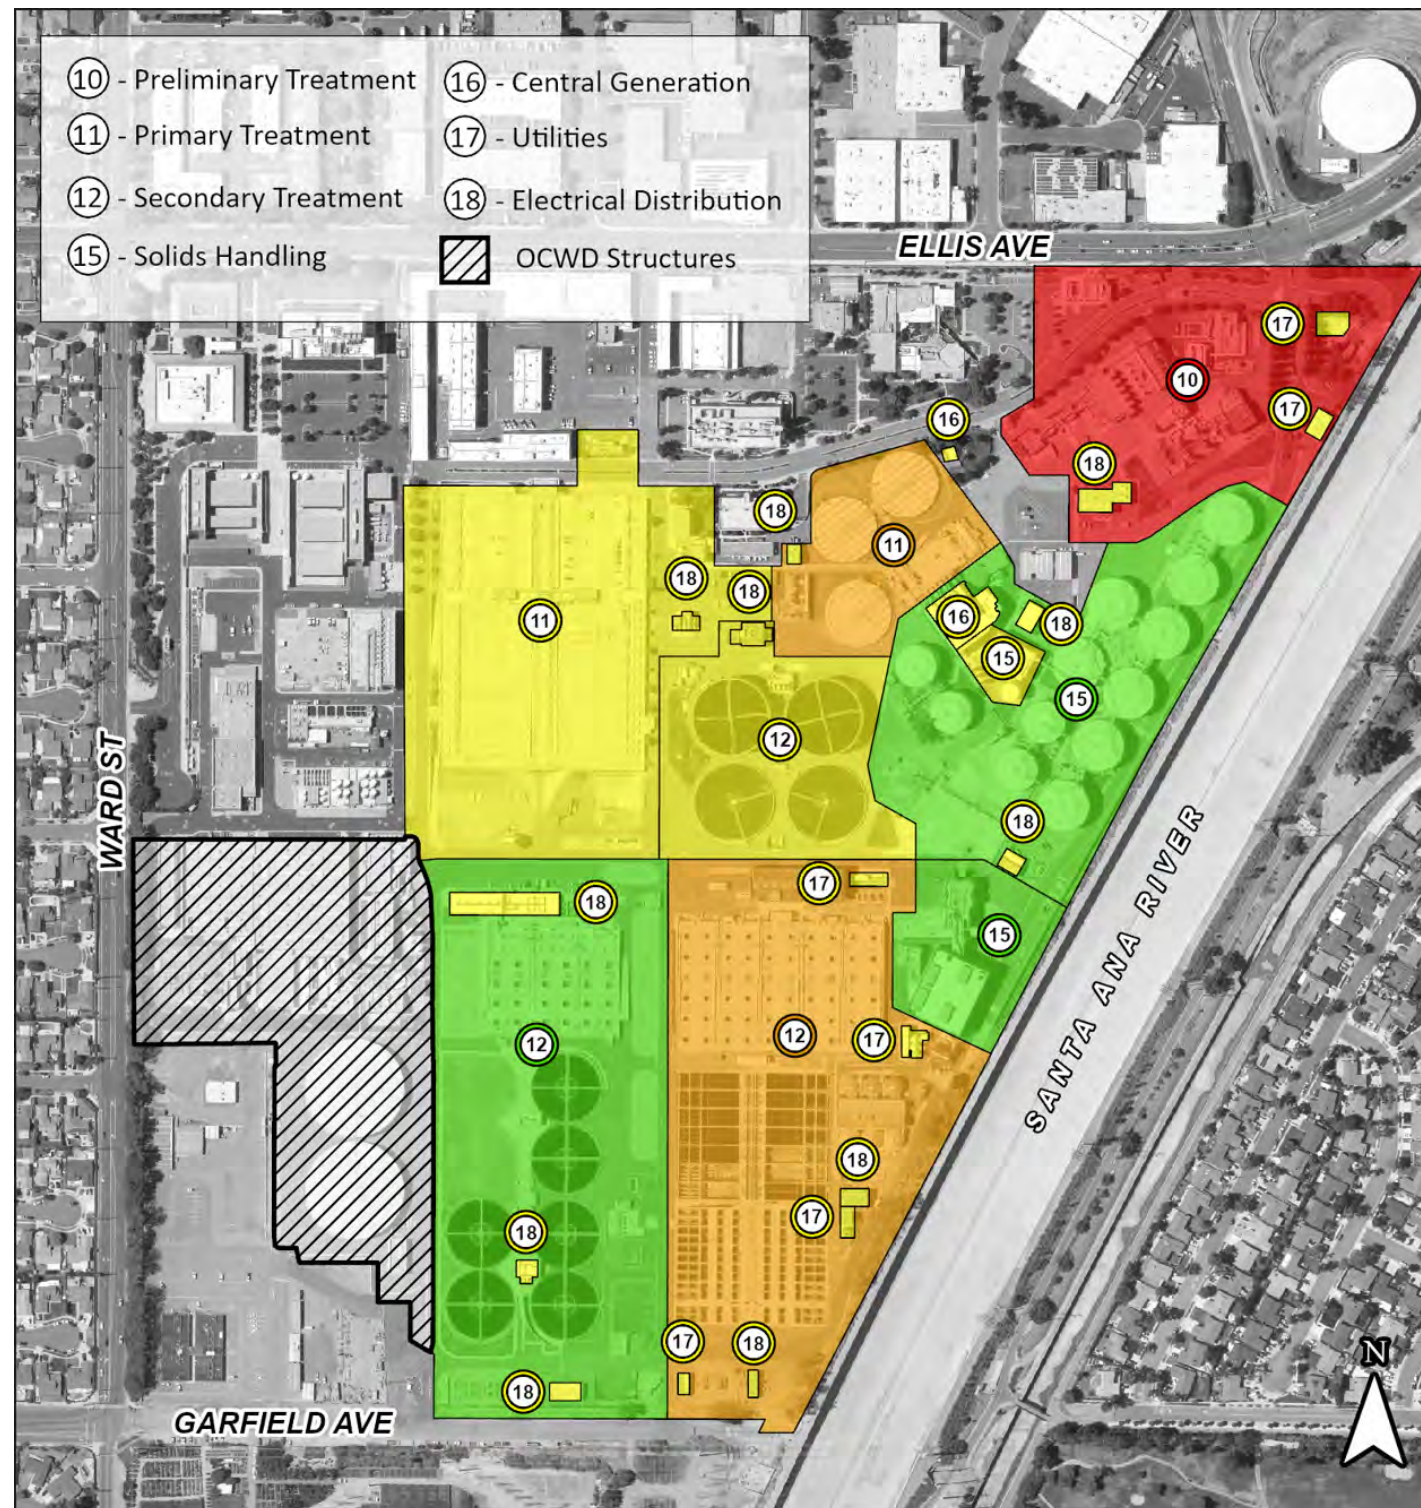 10 - Preliminary Treatment
11 - Primary Treatment
12 - Secondary Treatment
15 - Solids Handling
16 - Central Generation
17 - Utilities
18 - Electrical Distribution
OCWD Structures
ELLIS AVE
17
10
17
16
18
18
11
18
18
11
16
18
15
15
12
18
17
18
15
12
12
17
18
17
18
17
18
18
WARD ST
SANTA ANA RIVER
GARFIELD AVE
N